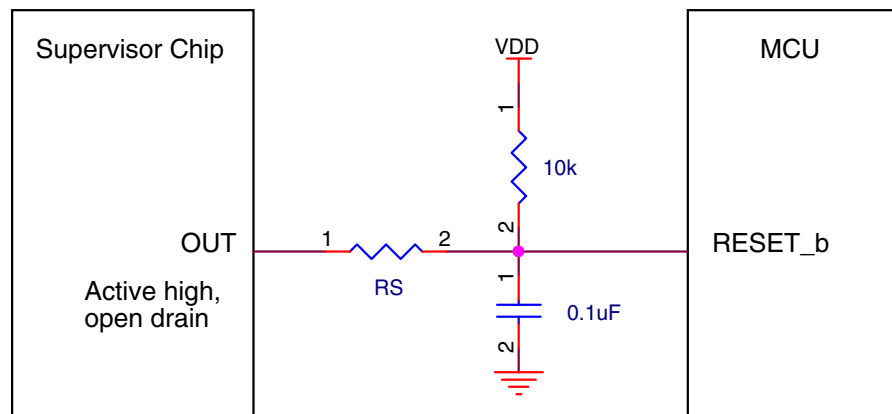 Supervisor Chip
VDD
MCU
1
10k
2
OUT
1
2
RESET_b
RS
1
0.1uF
2
Active high,
open drain